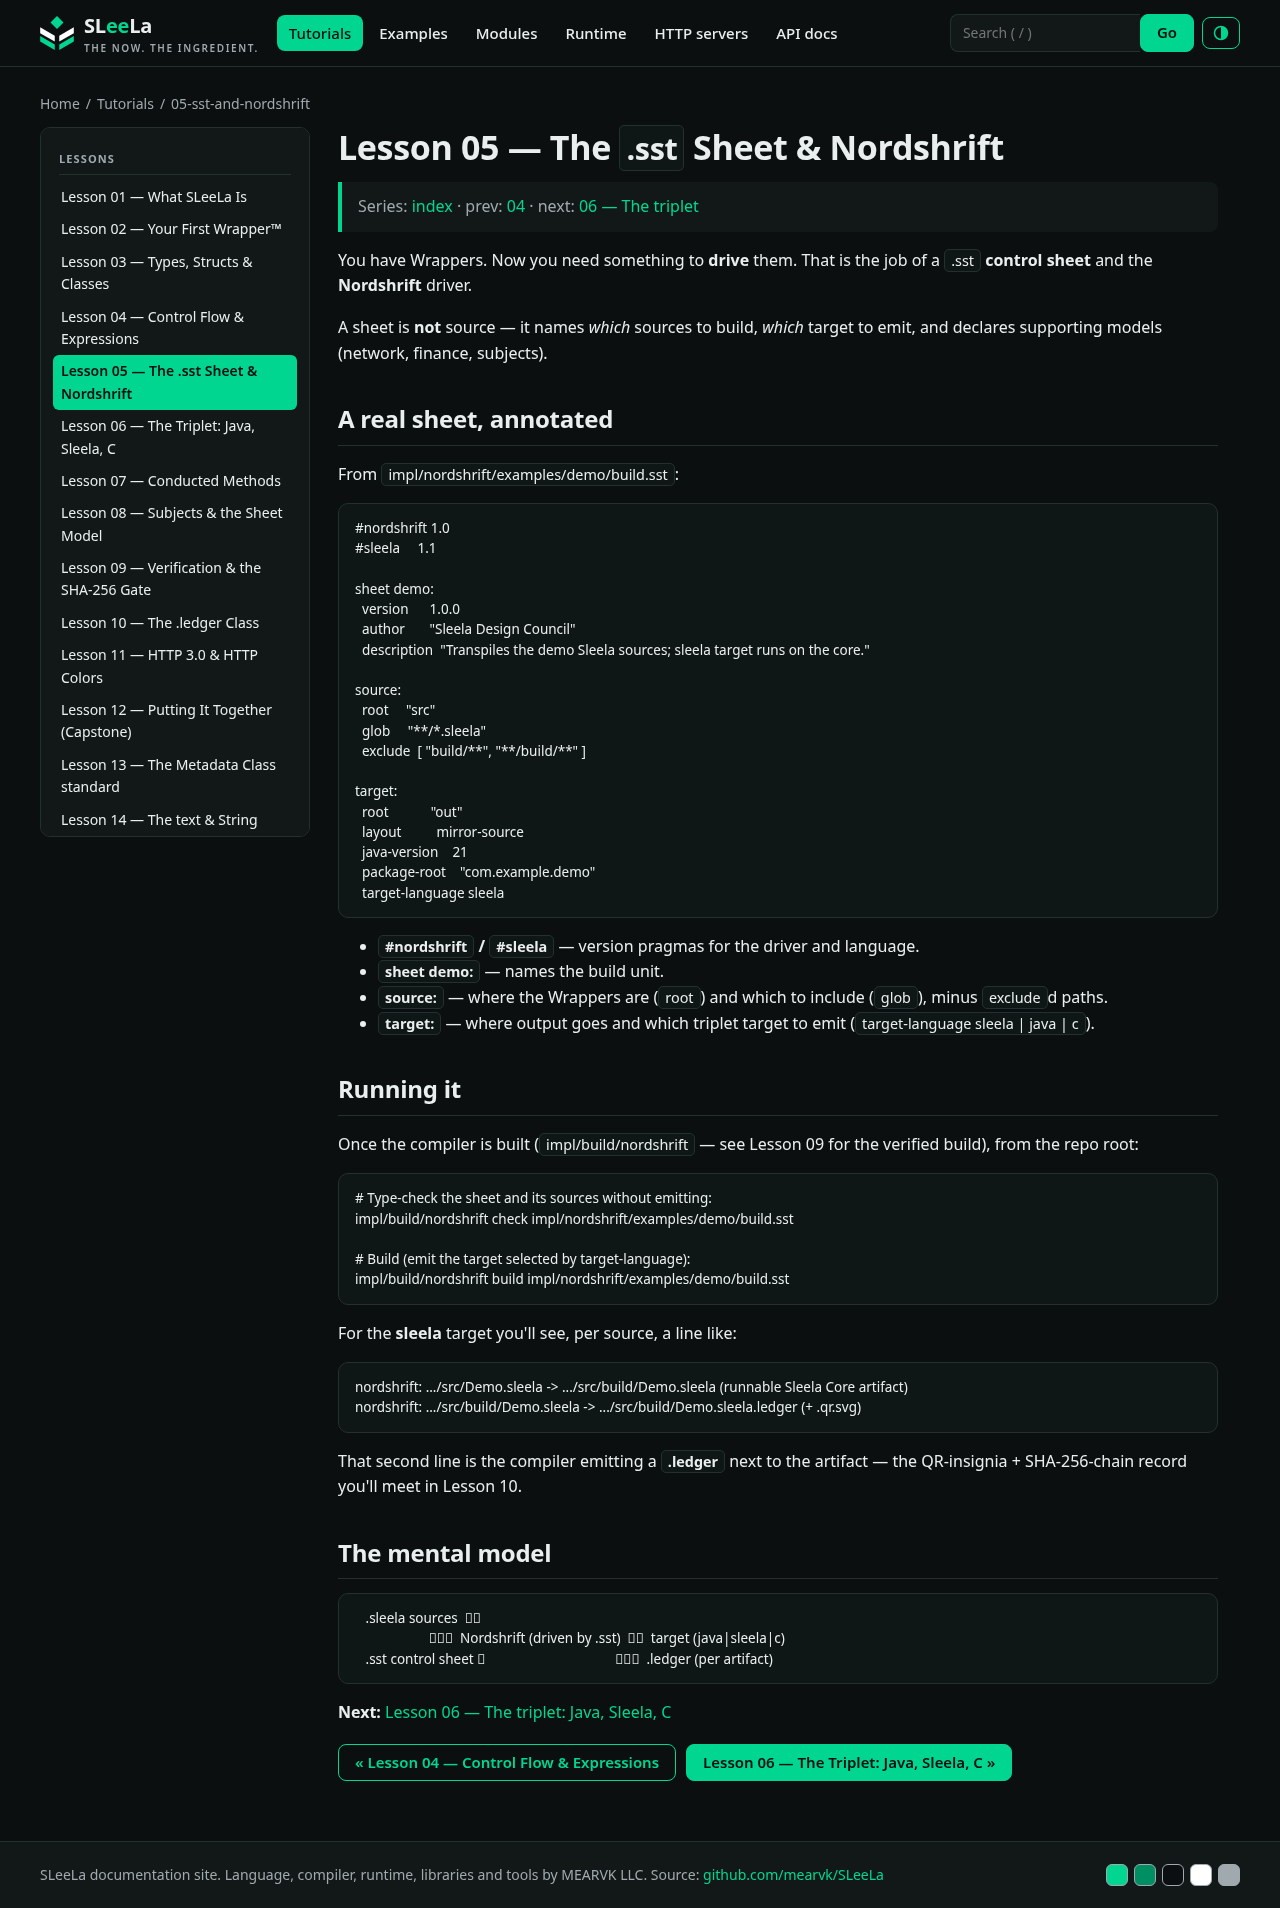 SLeeLa
THE NOW. THE INGREDIENT.
Tutorials
Examples
Modules
Runtime
HTTP servers
API docs
Search ( / )
Go
Home / Tutorials / 05-sst-and-nordshrift
LESSONS
Lesson 01 — What SLeeLa Is
Lesson 02 — Your First Wrapper™
Lesson 03 — Types, Structs &
Classes
Lesson 04 — Control Flow &
Expressions
Lesson 05 — The .sst Sheet &
Nordshrift
Lesson 06 — The Triplet: Java,
Sleela, C
Lesson 07 — Conducted Methods
Lesson 08 — Subjects & the Sheet
Model
Lesson 09 — Verification & the
SHA-256 Gate
Lesson 10 — The .ledger Class
Lesson 11 — HTTP 3.0 & HTTP
Colors
Lesson 12 — Putting It Together
(Capstone)
Lesson 13 — The Metadata Class
standard
Lesson 14 — The text & String
Lesson 05 — The .sst Sheet & Nordshrift
Series: index · prev: 04 · next: 06 — The triplet
You have Wrappers. Now you need something to drive them. That is the job of a .sst control sheet and the
Nordshrift driver.
A sheet is not source — it names which sources to build, which target to emit, and declares supporting models
(network, finance, subjects).
A real sheet, annotated
From impl/nordshrift/examples/demo/build.sst:
#nordshrift 1.0
#sleela 1.1
sheet demo:
version 1.0.0
author "Sleela Design Council"
description "Transpiles the demo Sleela sources; sleela target runs on the core."
source:
root "src"
glob "**/*.sleela"
exclude [ "build/**", "**/build/**" ]
target:
root "out"
layout mirror-source
java-version 21
package-root "com.example.demo"
target-language sleela
#nordshrift / #sleela — version pragmas for the driver and language.
sheet demo: — names the build unit.
source: — where the Wrappers are (root) and which to include (glob), minus excluded paths.
target: — where output goes and which triplet target to emit (target-language sleela | java | c).
Running it
Once the compiler is built (impl/build/nordshrift — see Lesson 09 for the verified build), from the repo root:
# Type-check the sheet and its sources without emitting:
impl/build/nordshrift check impl/nordshrift/examples/demo/build.sst
# Build (emit the target selected by target-language):
impl/build/nordshrift build impl/nordshrift/examples/demo/build.sst
For the sleela target you'll see, per source, a line like:
nordshrift: .../src/Demo.sleela -> .../src/build/Demo.sleela (runnable Sleela Core artifact)
nordshrift: .../src/build/Demo.sleela -> .../src/build/Demo.sleela.ledger (+ .qr.svg)
That second line is the compiler emitting a .ledger next to the artifact — the QR-insignia + SHA-256-chain record
you'll meet in Lesson 10.
The mental model
.sleela sources
Nordshrift (driven by .sst) target (java|sleela|c)
.sst control sheet .ledger (per artifact)
Next: Lesson 06 — The triplet: Java, Sleela, C
« Lesson 04 — Control Flow & Expressions
Lesson 06 — The Triplet: Java, Sleela, C »
SLeeLa documentation site. Language, compiler, runtime, libraries and tools by MEARVK LLC. Source: github.com/mearvk/SLeeLa